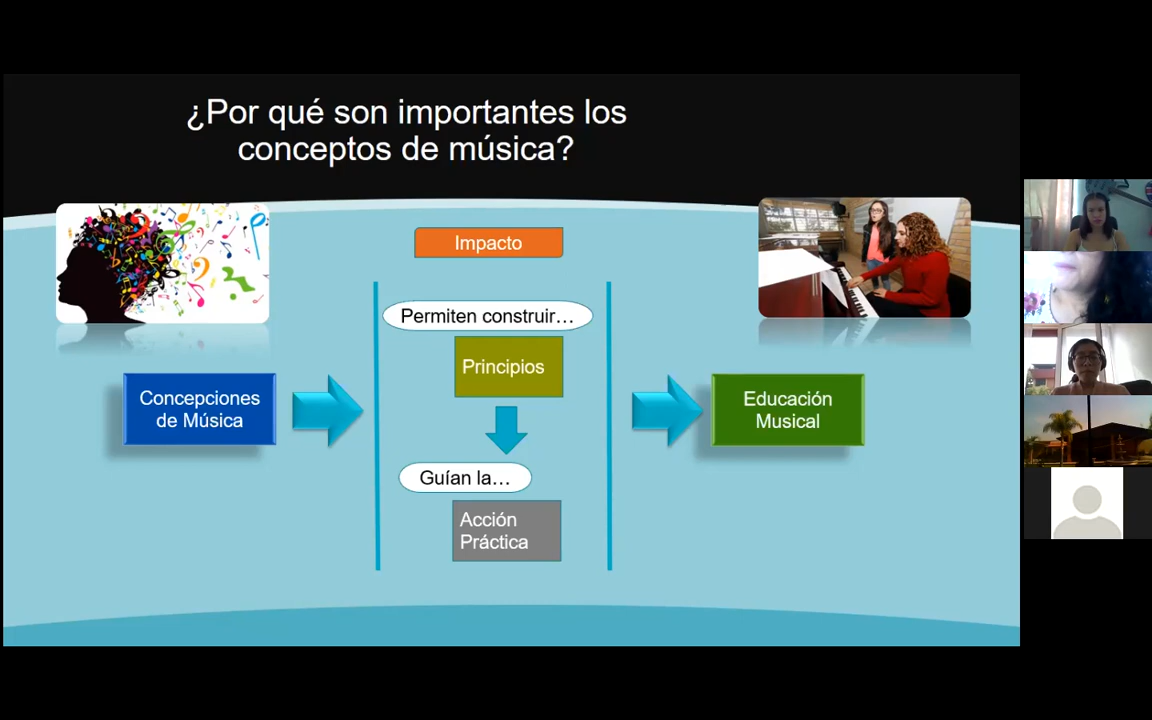 ¿Por qué son importantes los
conceptos de música?
Impacto
Permiten construir…
Principios
Concepciones
de Música
Educación
Musical
Guían la…
Acción
Práctica